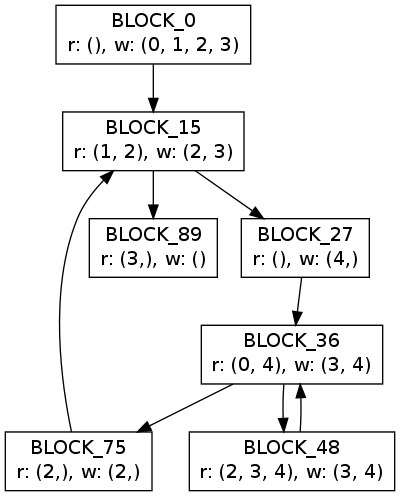 BLOCK_0
r: (), w: (0, 1, 2, 3)
BLOCK_15
r: (1, 2), w: (2, 3)
BLOCK_89
r: (3,), w: ()
BLOCK_27
r: (), w: (4,)
BLOCK_36
r: (0, 4), w: (3, 4)
BLOCK_75
r: (2,), w: (2,)
BLOCK_48
r: (2, 3, 4), w: (3, 4)